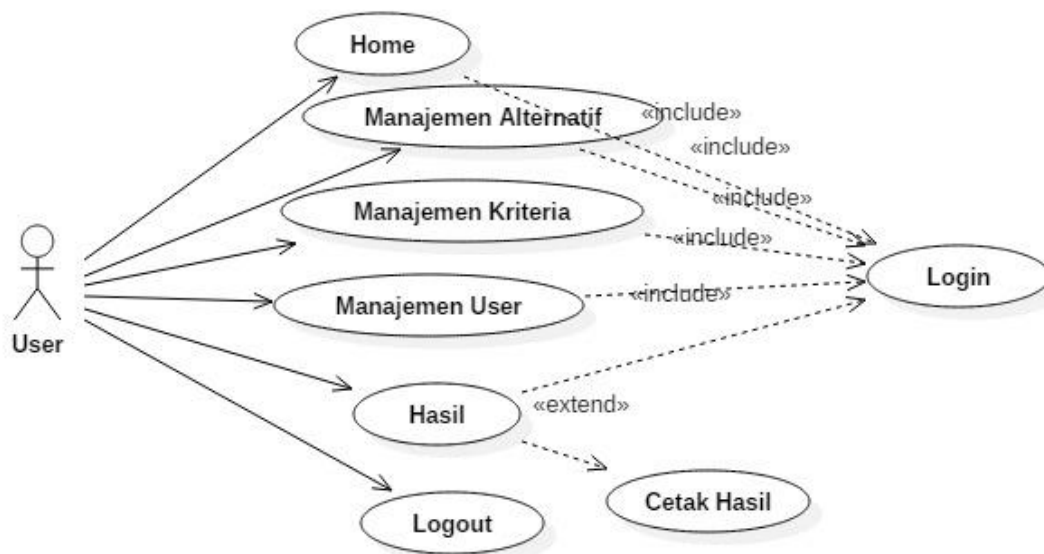 Home
Manajemen Alternatif
«include»
«include»
Manajemen Kriteria
«include»
«include»
Login
Manajemen User
«include»
User
Hasil
«extend»
Cetak Hasil
Logout